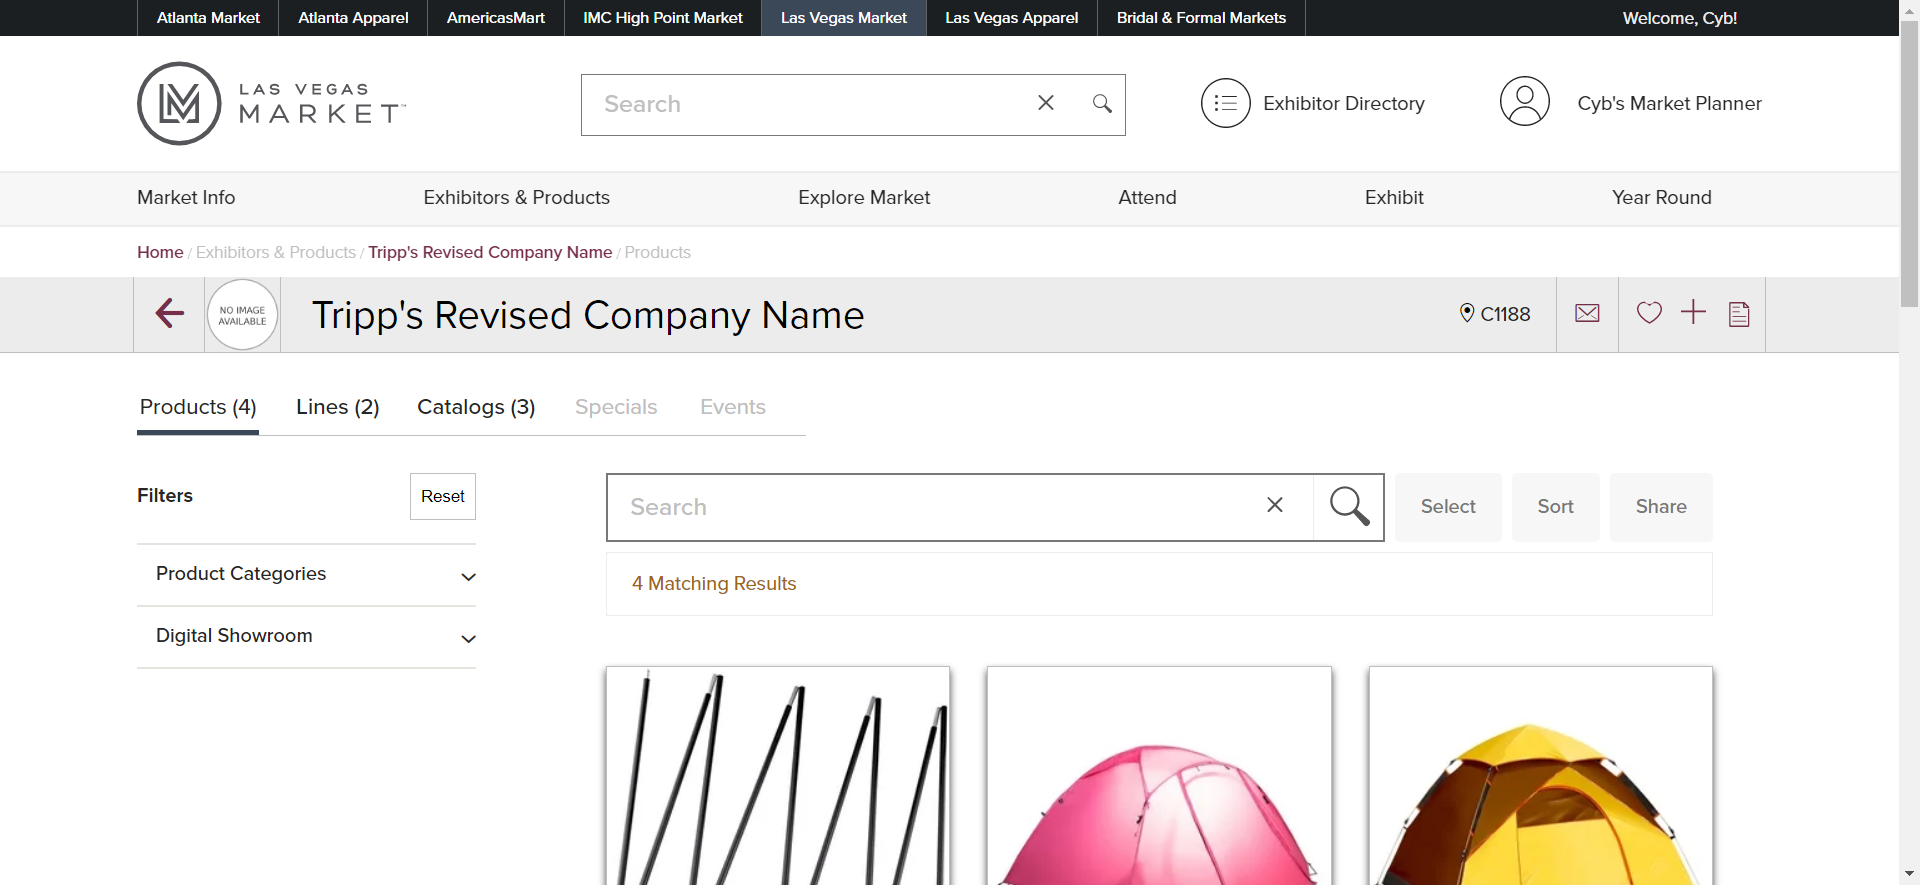 Atlanta Market
Atlanta Apparel
AmericasMart
IMC High Point Market
Las Vegas Market
Las Vegas Apparel
Bridal & Formal Markets
Welcome, Cyb!
LAS VEGAS
MARKET™
Search
Exhibitor Directory
Cyb's Market Planner
Market Info
Exhibitors & Products
Explore Market
Attend
Exhibit
Year Round
Home / Exhibitors & Products / Tripp's Revised Company Name / Products
NO IMAGE
AVAILABLE
Tripp's Revised Company Name
C1188
Products (4)
Lines (2)
Catalogs (3)
Specials
Events
Filters
Reset
Search
Select
Sort
Share
Product Categories
4 Matching Results
Digital Showroom